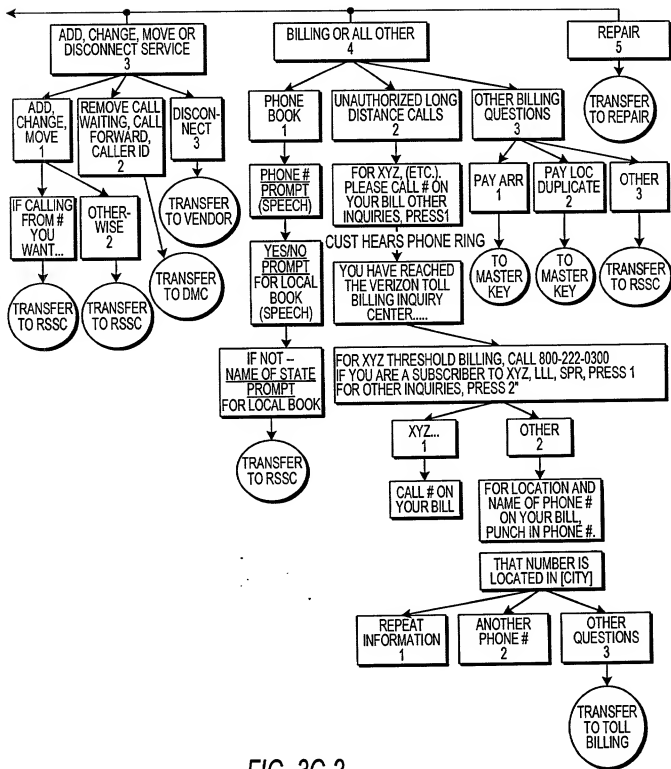 ADD, CHANGE, MOVE OR
DISCONNECT SERVICE
3
BILLING OR ALL OTHER
4
REPAIR
5
ADD,
CHANGE,
MOVE
1
REMOVE CALL
WAITING, CALL
FORWARD,
CALLER ID
2
DISCON-
NECT
3
PHONE
BOOK
1
UNAUTHORIZED LONG
DISTANCE CALLS
2
OTHER BILLING
QUESTIONS
3
TRANSFER
TO REPAIR
IF CALLING
FROM #
YOU
WANT...
OTHER-
WISE
2
TRANSFER
TO VENDOR
PHONE #
PROMPT
(SPEECH)
FOR XYZ, (ETC.).
PLEASE CALL # ON
YOUR BILL OTHER
INQUIRIES, PRESS1
PAY ARR
1
PAY LOC
DUPLICATE
2
OTHER
3
CUST HEARS PHONE RING
TRANSFER
TO RSSC
TRANSFER
TO RSSC
TRANSFER
TO DMC
YES/NO
PROMPT
FOR LOCAL
BOOK
(SPEECH)
YOU HAVE REACHED
THE VERIZON TOLL
BILLING INQUIRY
CENTER.....
TO
MASTER
KEY
TO
MASTER
KEY
TRANSFER
TO RSSC
IF NOT –
NAME OF STATE
PROMPT
FOR LOCAL BOOK
FOR XYZ THRESHOLD BILLING, CALL 800-222-0300
IF YOU ARE A SUBSCRIBER TO XYZ, LLL, SPR, PRESS 1
FOR OTHER INQUIRIES, PRESS 2"
TRANSFER
TO RSSC
XYZ...
1
OTHER
2
CALL # ON
YOUR BILL
FOR LOCATION AND
NAME OF PHONE #
ON YOUR BILL,
PUNCH IN PHONE #.
THAT NUMBER IS
LOCATED IN [CITY]
REPEAT
INFORMATION
1
ANOTHER
PHONE #
2
OTHER
QUESTIONS
3
TRANSFER
TO TOLL
BILLING